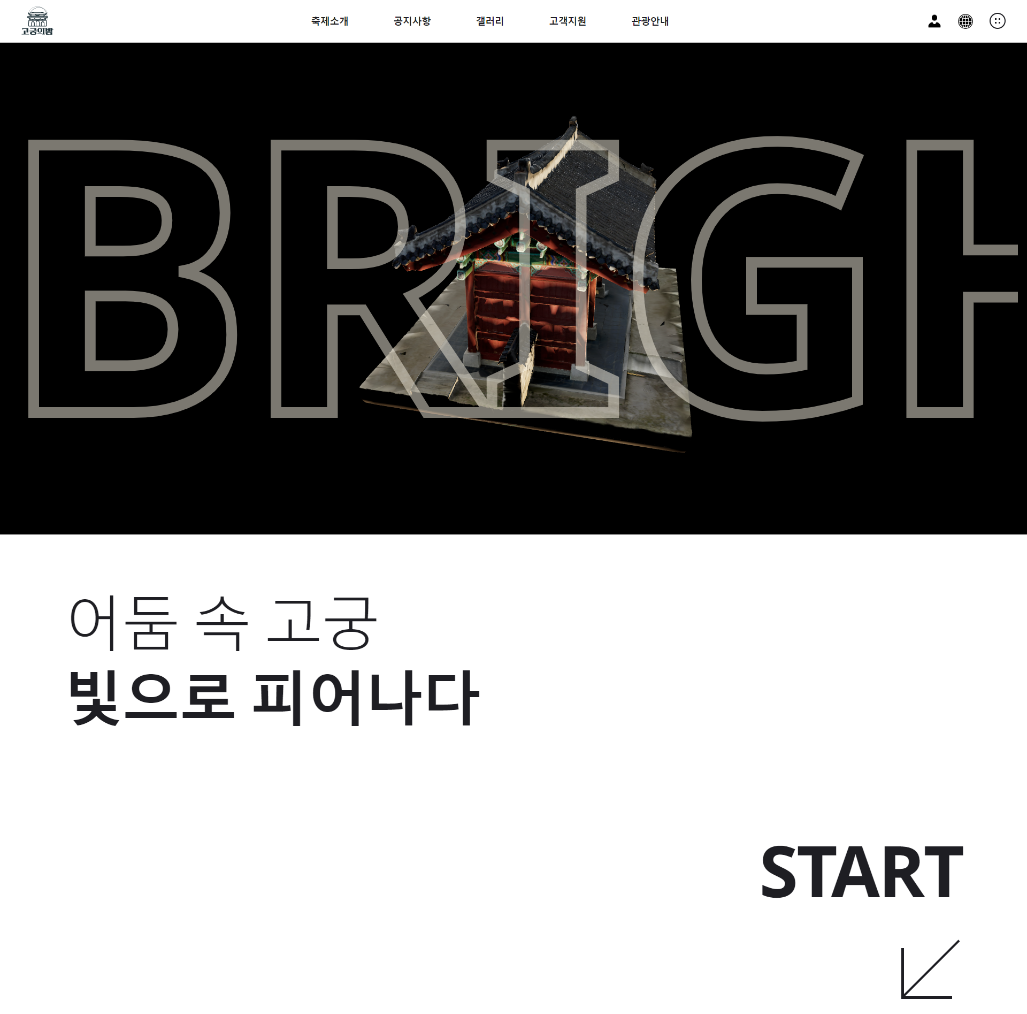 고궁의밤
축제소개
공지사항
갤러리
고객지원
관광안내
BRIGH
어둠 속 고궁
빛으로 피어나다
START